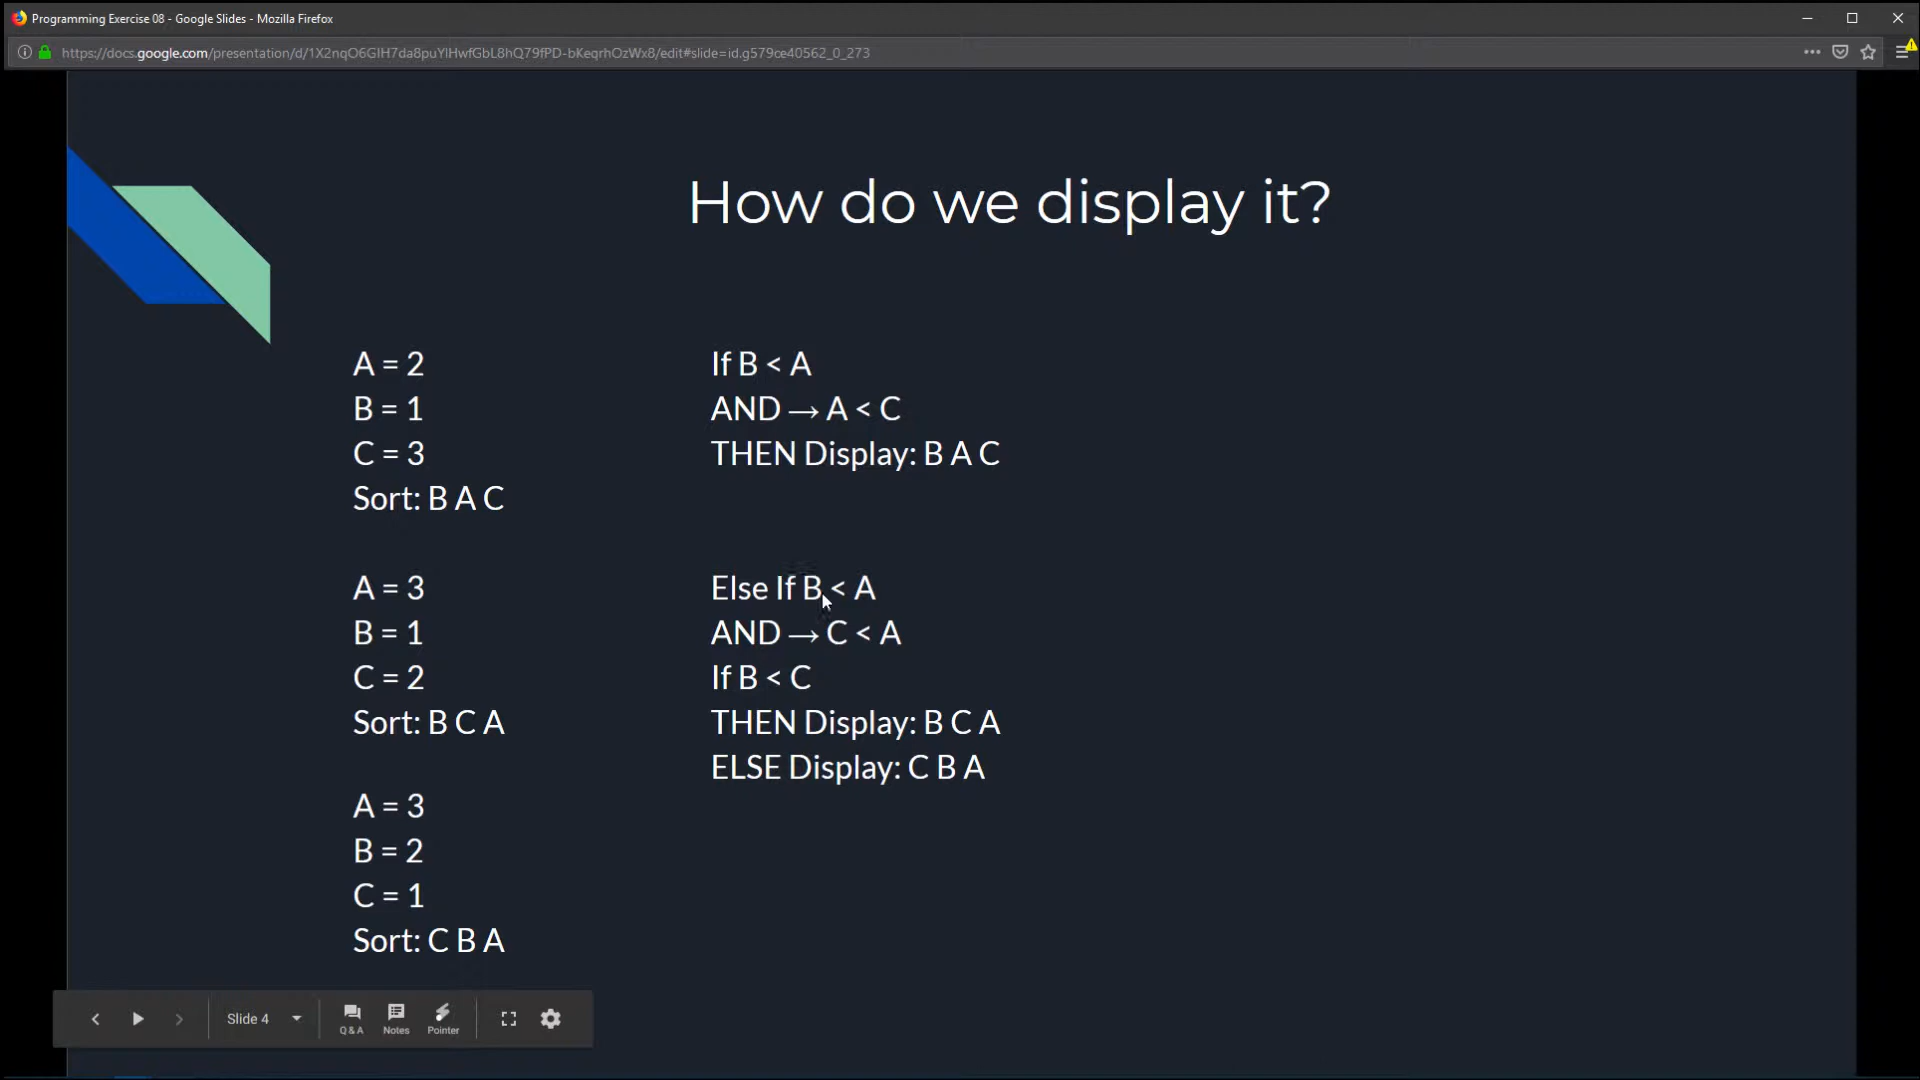 Programming Exercise 08 - Google Slides - Mozilla Firefox
https://docs.google.com/presentation/d/1X2nqO6GIH7da8puYlHwfGbL8hQ79fPD-bKeqrhOzWx8/edit#slide=id.g579ce40562_0_273
How do we display it?
A = 2
B = 1
C = 3
Sort: B A C
A = 3
B = 1
C = 2
Sort: B C A
A = 3
B = 2
C = 1
Sort: C B A
If B < A
AND → A < C
THEN Display: B A C
Else If B < A
AND → C < A
If B < C
THEN Display: B C A
ELSE Display: C B A
Slide 4
Q & A
Notes
Pointer